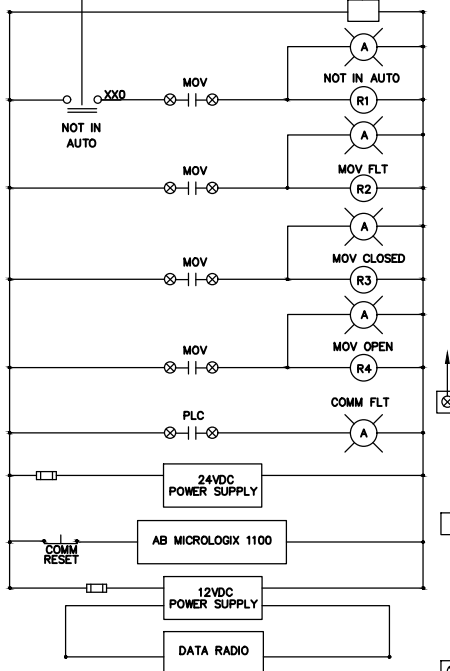 A
NOT IN AUTO
XX0
MOV
R1
NOT IN
AUTO
A
MOV FLT
MOV
R2
A
MOV CLOSED
MOV
R3
A
MOV OPEN
MOV
R4
COMM FLT
PLC
A
24VDC
POWER SUPPLY
COMM
RESET
AB MICROLOGIX 1100
12VDC
POWER SUPPLY
DATA RADIO